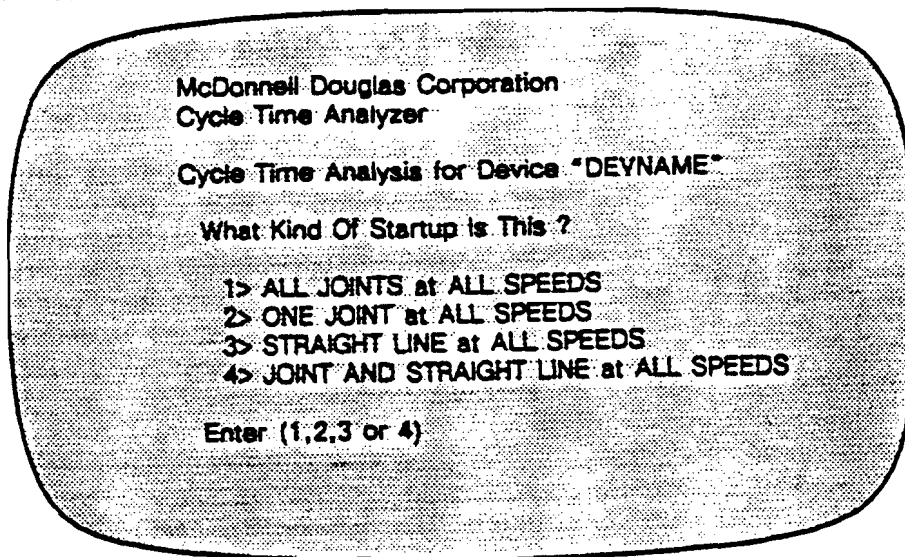 McDonnell Douglas Corporation
Cycle Time Analyzer
Cycle Time Analysis for Device "DEVNAME"
What Kind Of Startup Is This ?
1> ALL JOINTS at ALL SPEEDS
2> ONE JOINT at ALL SPEEDS
3> STRAIGHT LINE at ALL SPEEDS
4> JOINT AND STRAIGHT LINE at ALL SPEEDS
Enter (1,2,3 or 4)